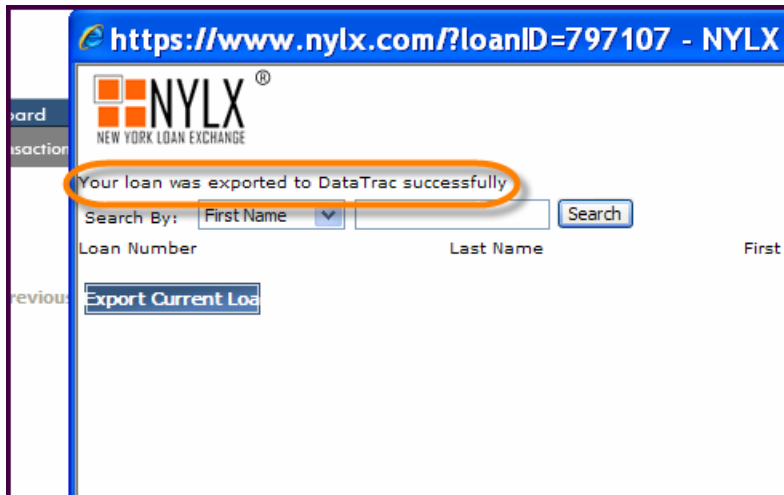 https://www.nylx.com/?loanID=797107 - NYLX
NYLX®
NEW YORK LOAN EXCHANGE
oard
nsaction
Your loan was exported to DataTrac successfully
Search By: First Name Search
Loan Number Last Name First
revious
Export Current Loa